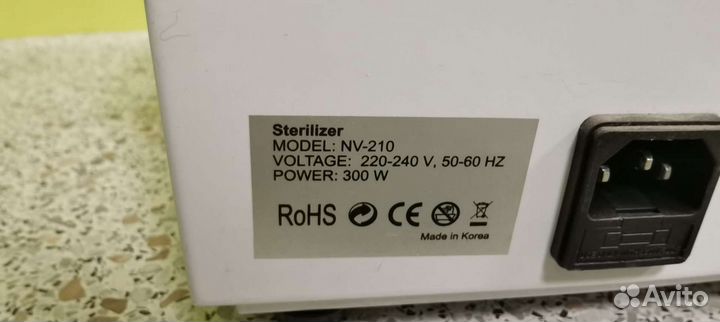 Sterilizer
MODEL: NV-210
VOLTAGE: 220-240 V, 50-60 HZ
POWER: 300 W
RoHS CE
Made in Korea
Avito